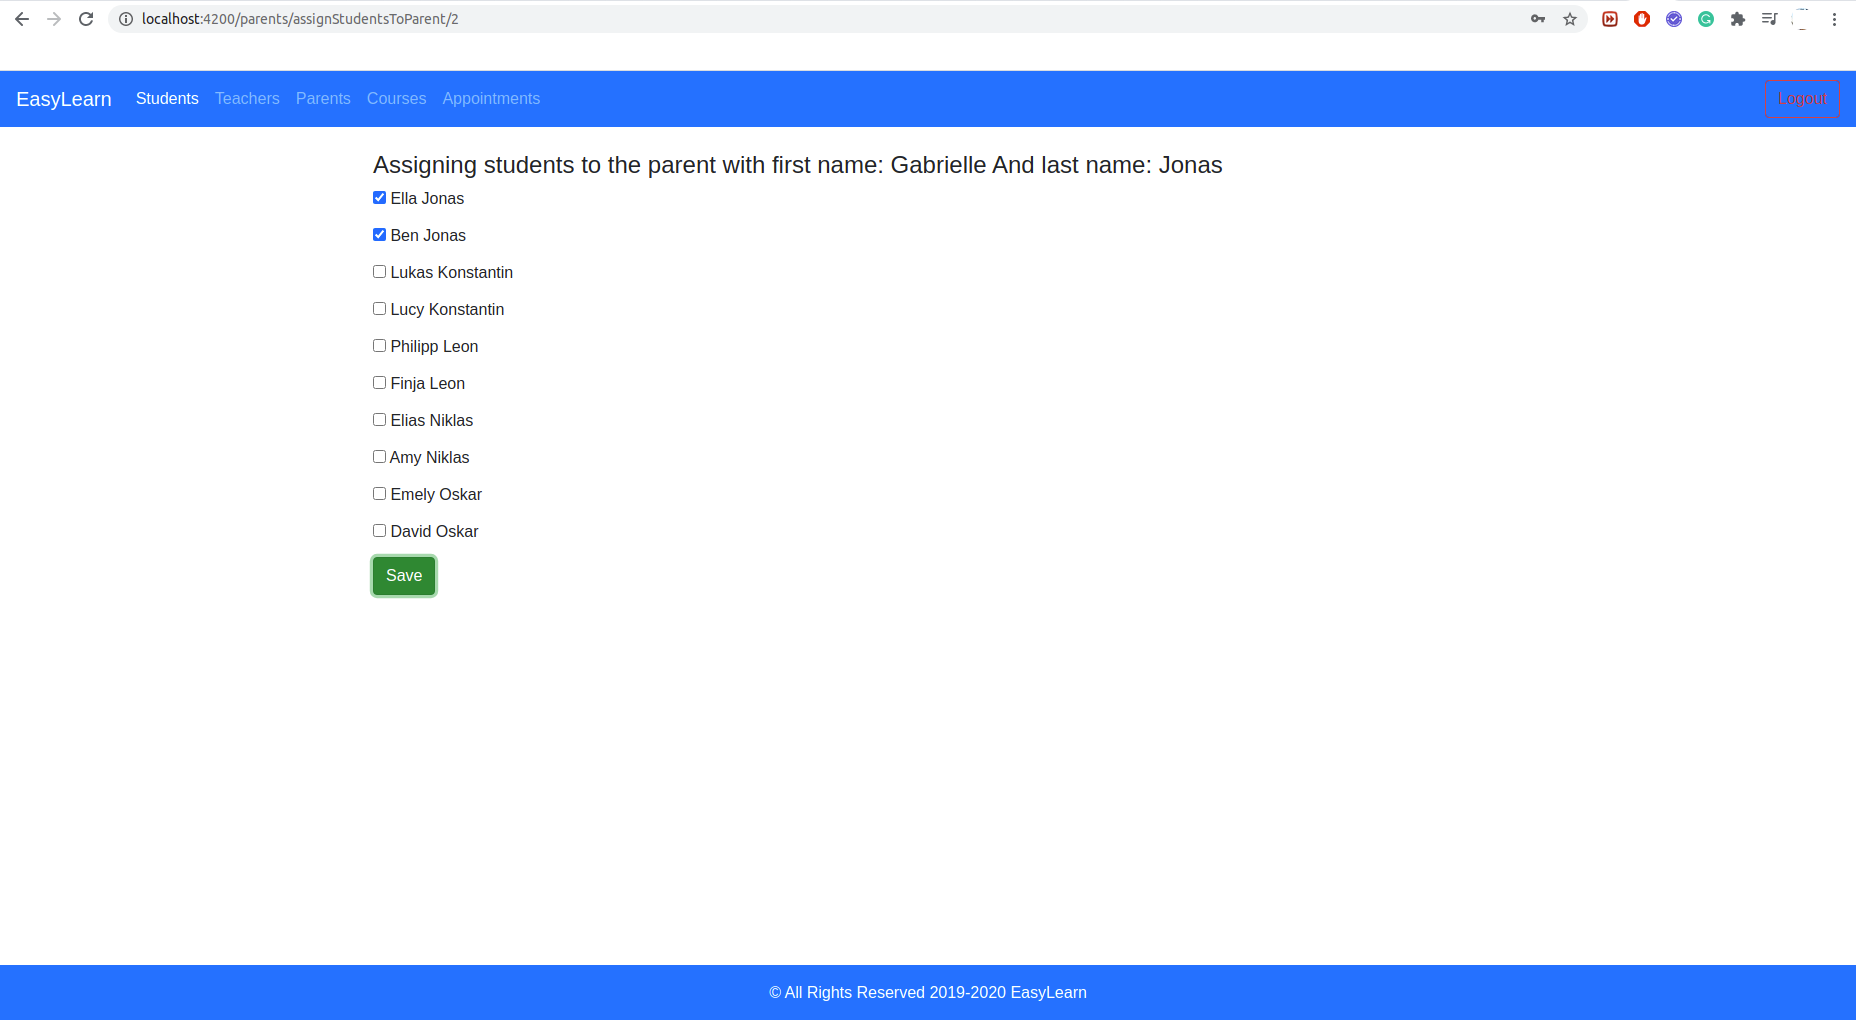 localhost:4200/parents/assignStudentsToParent/2
EasyLearn Students Teachers Parents Courses Appointments Logout
Assigning students to the parent with first name: Gabrielle And last name: Jonas
Ella Jonas
Ben Jonas
Lukas Konstantin
Lucy Konstantin
Philipp Leon
Finja Leon
Elias Niklas
Amy Niklas
Emely Oskar
David Oskar
Save
© All Rights Reserved 2019-2020 EasyLearn